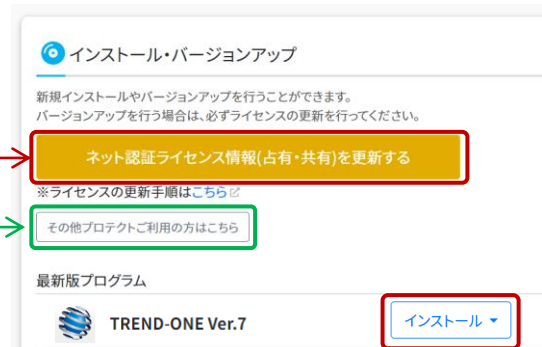 インストール・バージョンアップ
新規インストールやバージョンアップを行うことができます。
バージョンアップを行う場合は、必ずライセンスの更新を行ってください。
ネット認証ライセンス情報(占有・共有)を更新する
※ライセンスの更新手順はこちら
その他プロテクトご利用の方はこちら
最新版プログラム
TREND-ONE Ver.7
インストール